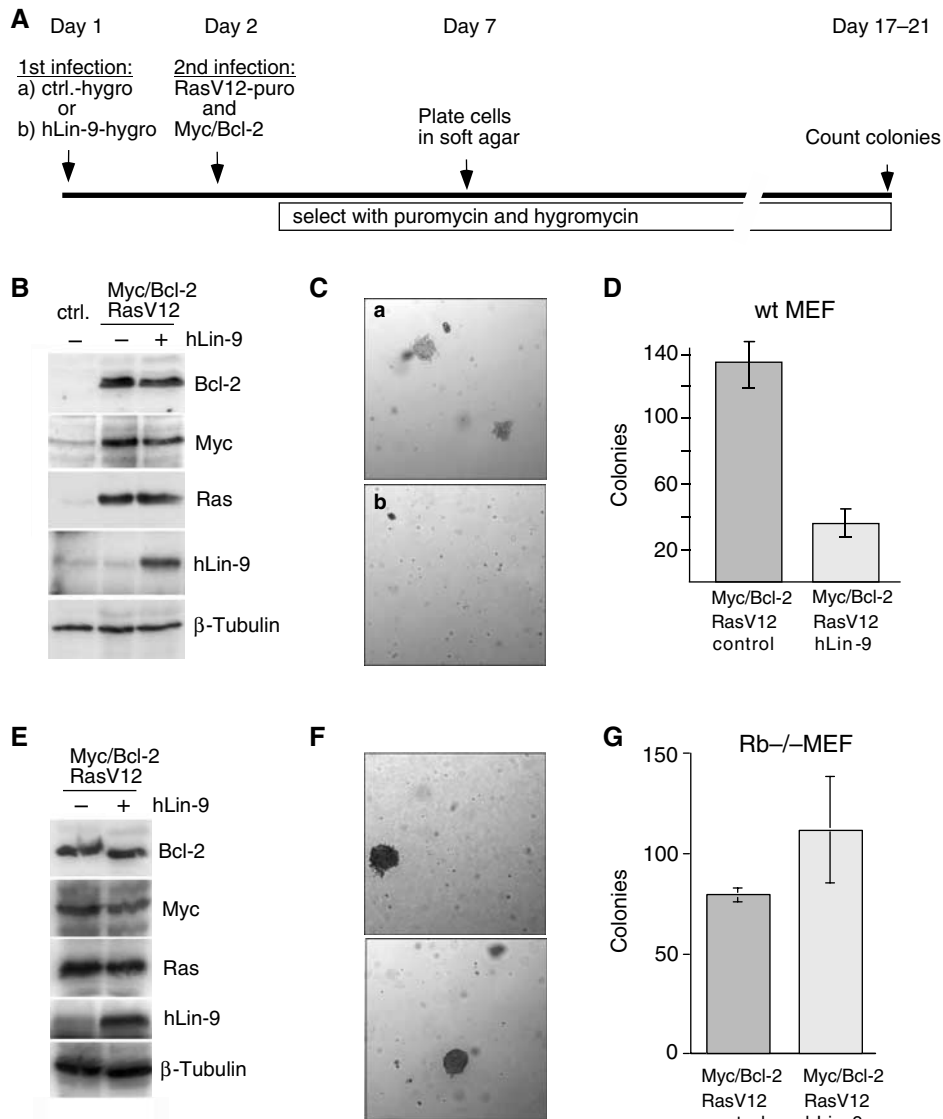 A
Day 1
Day 2
Day 7
Day 17–21
1st infection:
a) ctrl.-hygro
or
b) hLin-9-hygro
2nd infection:
RasV12-puro
and
Myc/Bcl-2
Plate cells
in soft agar
Count colonies
select with puromycin and hygromycin
B
ctrl.
Myc/Bcl-2
RasV12
– – + hLin-9
Bcl-2
Myc
Ras
hLin-9
β-Tubulin
C
a
b
D
wt MEF
Colonies
140
100
60
20
Myc/Bcl-2
RasV12
control
Myc/Bcl-2
RasV12
hLin-9
E
Myc/Bcl-2
RasV12
– + hLin-9
Bcl-2
Myc
Ras
hLin-9
β-Tubulin
F
G
Rb–/–MEF
Colonies
150
100
50
0
Myc/Bcl-2
RasV12
Myc/Bcl-2
RasV12